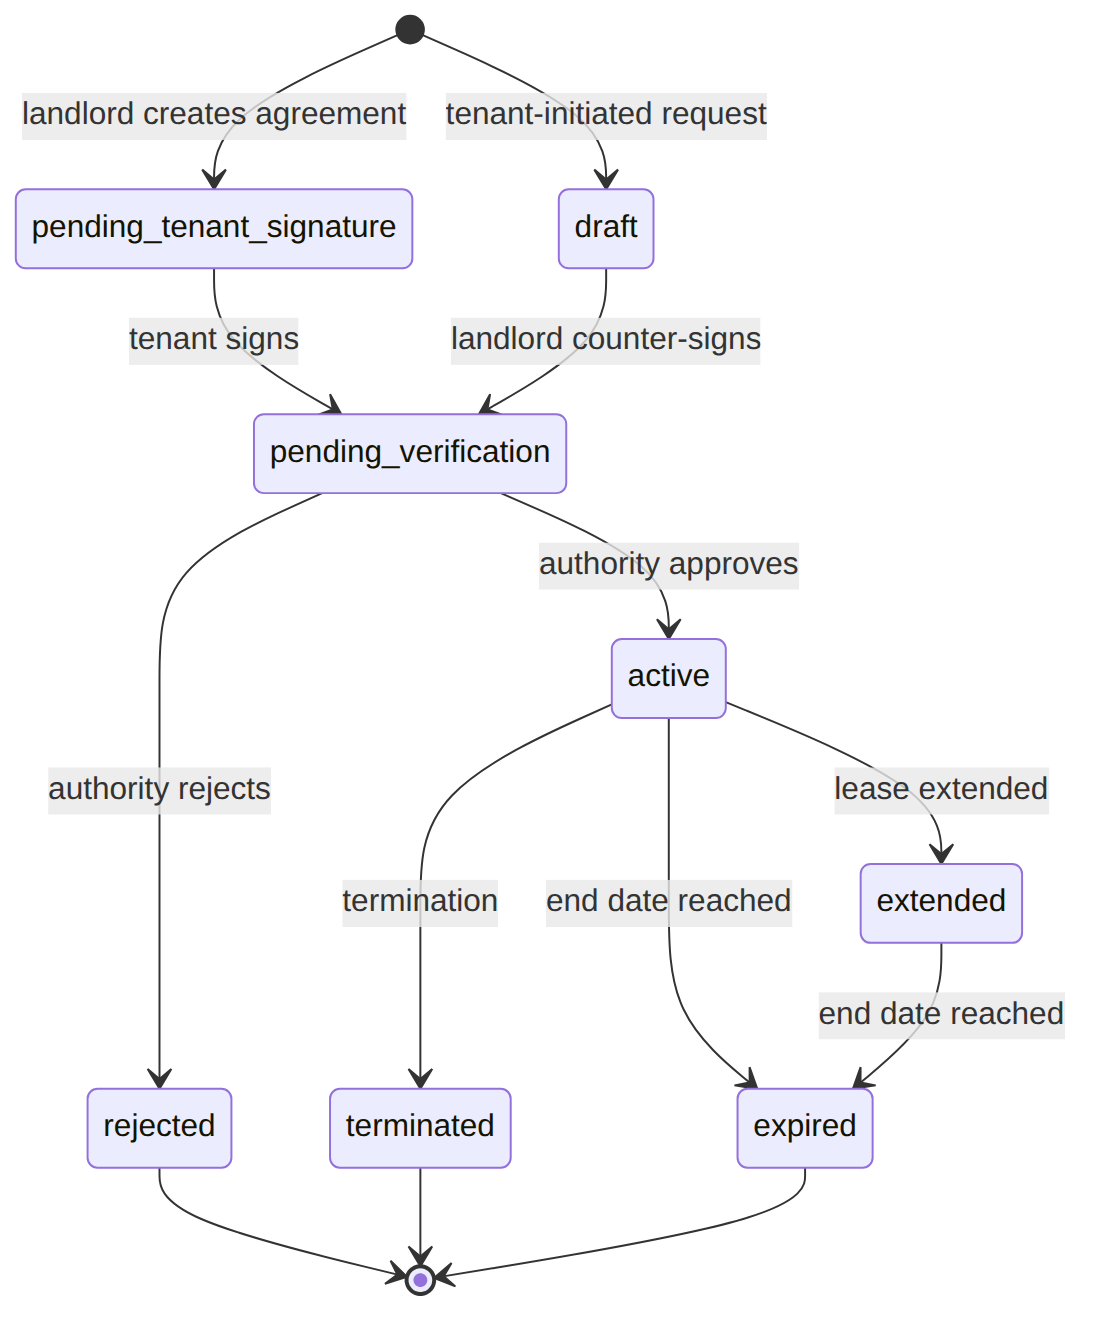 landlord creates agreement
tenant-initiated request
pending_tenant_signature
draft
tenant signs
landlord counter-signs
pending_verification
authority approves
active
authority rejects
lease extended
termination
end date reached
extended
end date reached
rejected
terminated
expired